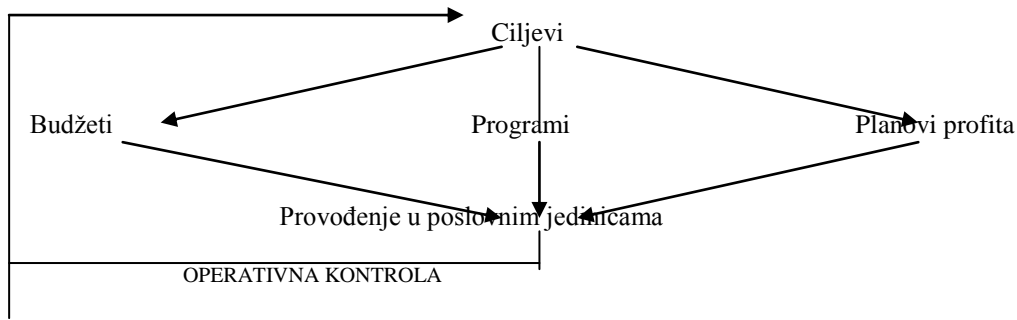 Ciljevi
Budžeti Programi Planovi profita
Provođenje u poslovnim jedinicama
OPERATIVNA KONTROLA